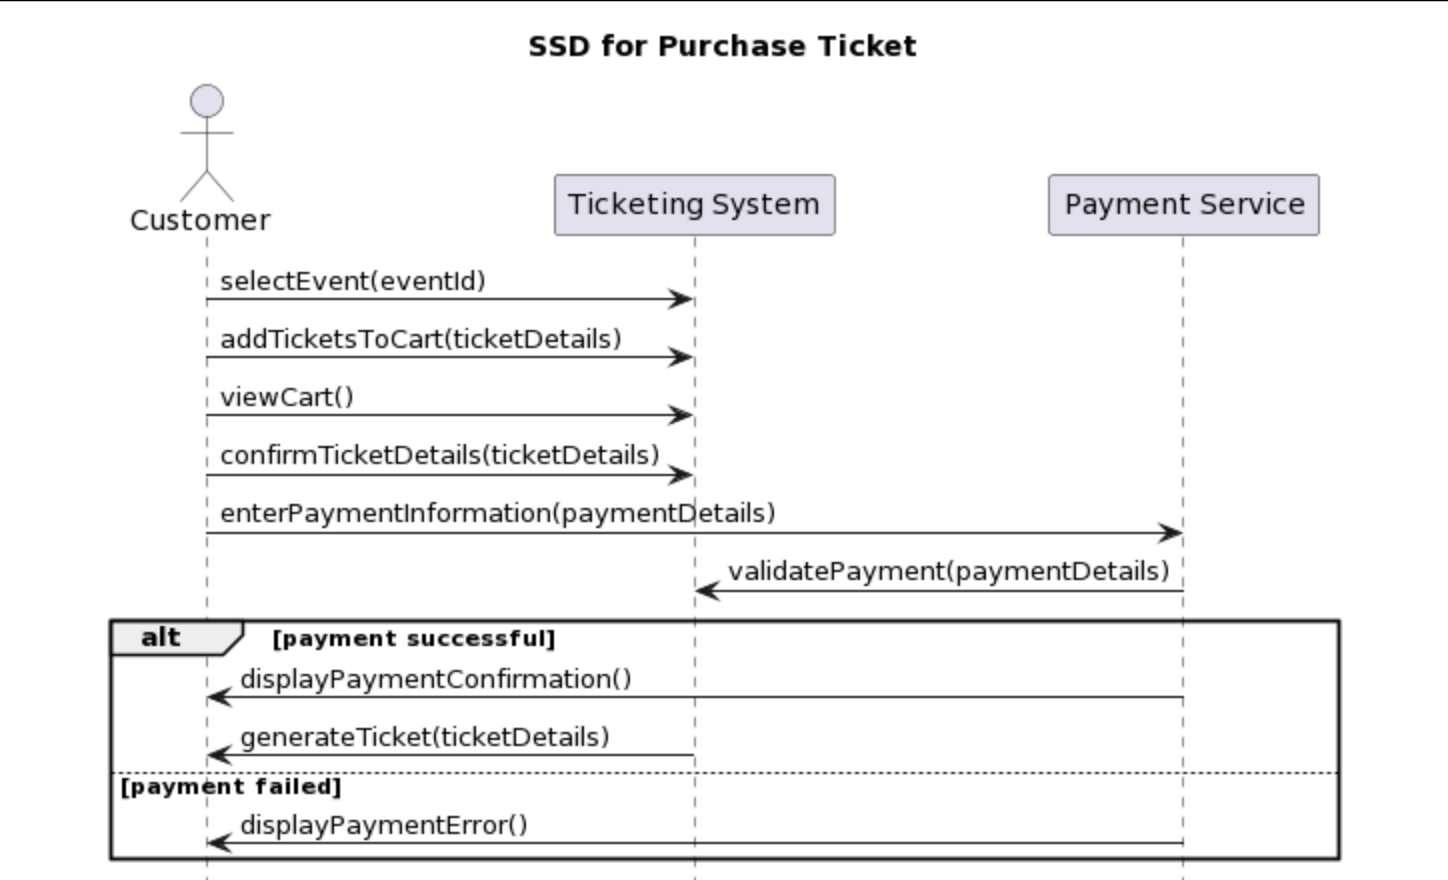 SSD for Purchase Ticket
Customer
Ticketing System
Payment Service
selectEvent(eventId)
addTicketsToCart(ticketDetails)
viewCart()
confirmTicketDetails(ticketDetails)
enterPaymentInformation(paymentDetails)
validatePayment(paymentDetails)
alt [payment successful]
displayPaymentConfirmation()
generateTicket(ticketDetails)
[payment failed]
displayPaymentError()